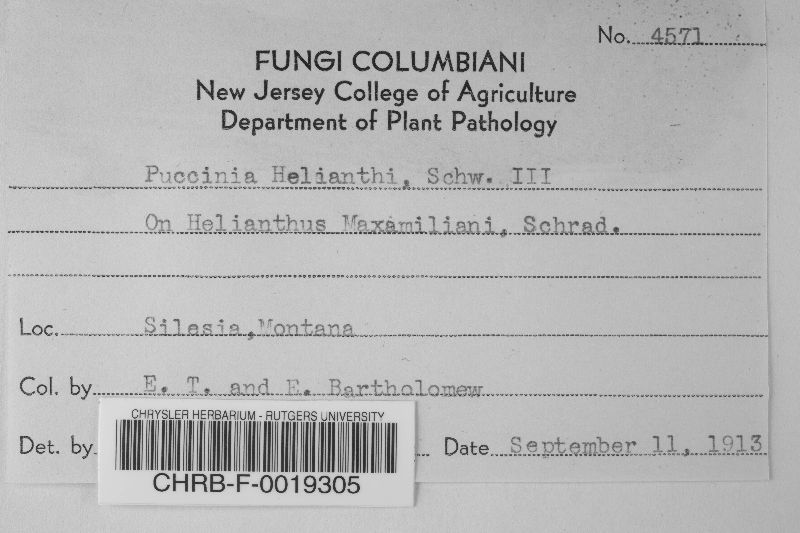 No. 4571
FUNGI COLUMBIANI
New Jersey College of Agriculture
Department of Plant Pathology
Puccinia Helianthi, Schw. III
On Helianthus Maxamiliani, Schrad.
Loc. Silesia, Montana
Col. by E. T. and E. Bartholomew
Det. by Date September 11, 1913
CHRYSLER HERBARIUM - RUTGERS UNIVERSITY
CHRB-F-0019305